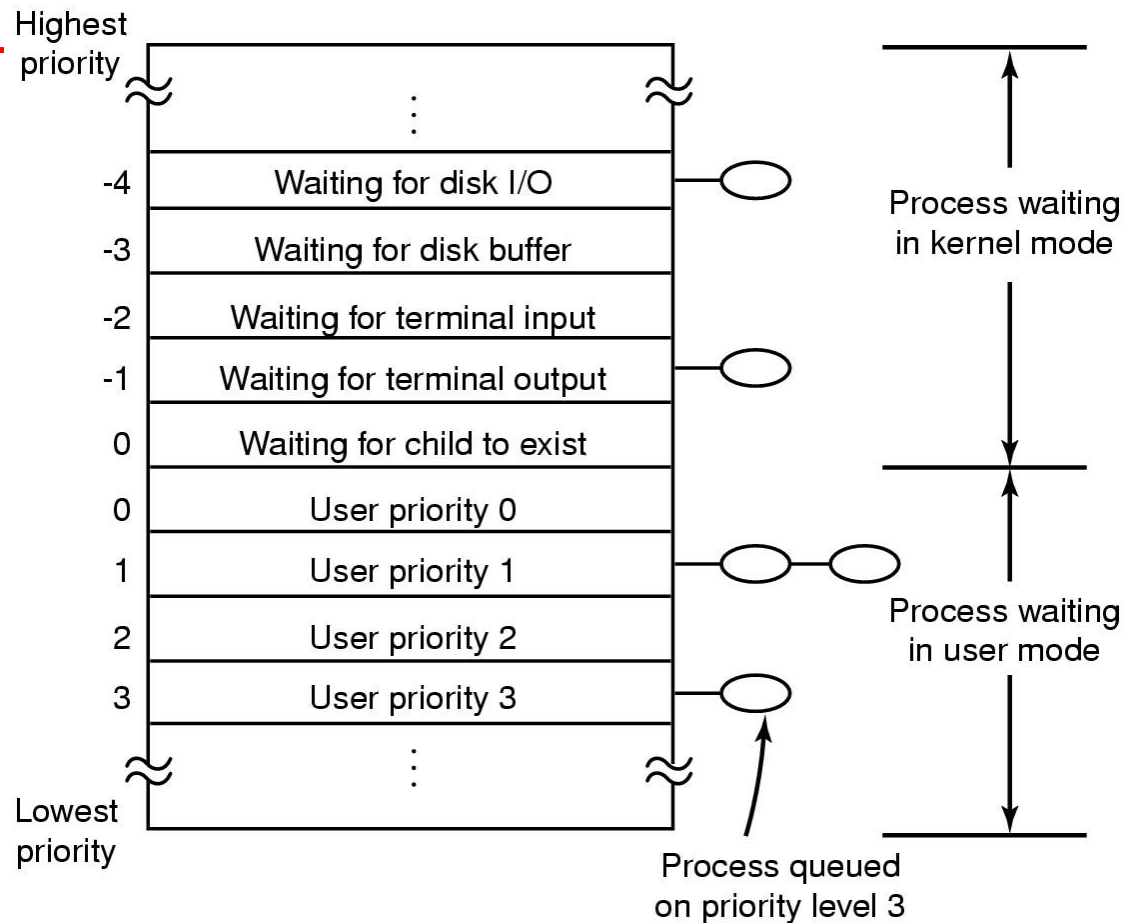 Highest
priority
-4 Waiting for disk I/O
-3 Waiting for disk buffer
-2 Waiting for terminal input
-1 Waiting for terminal output
0 Waiting for child to exist
0 User priority 0
1 User priority 1
2 User priority 2
3 User priority 3
Lowest
priority
Process waiting
in kernel mode
Process waiting
in user mode
Process queued
on priority level 3